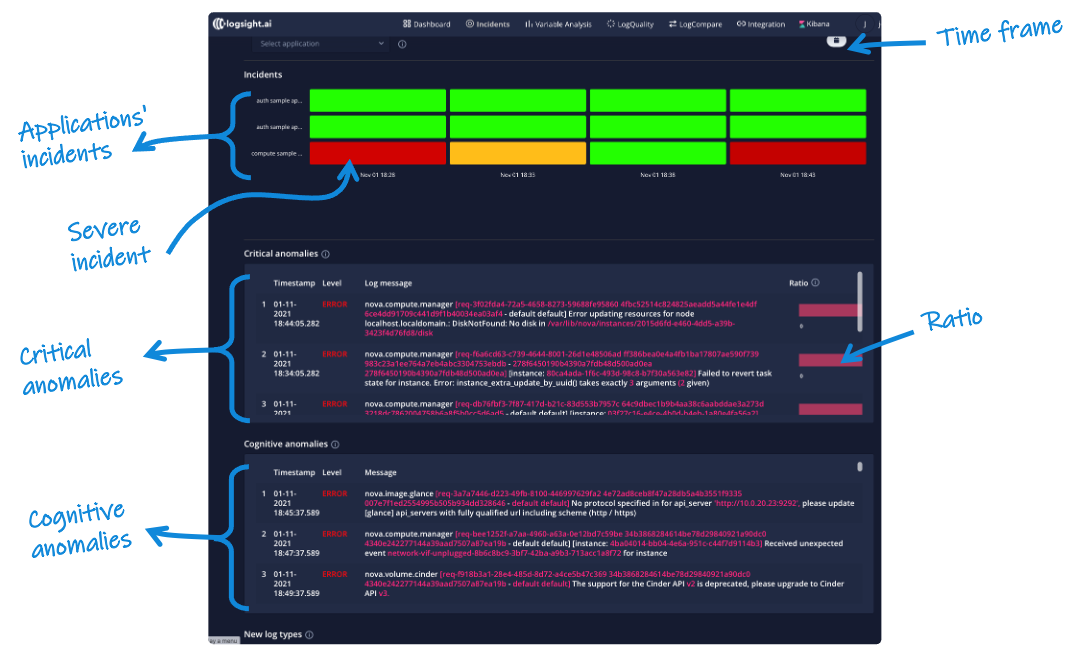 logsight.ai
Dashboard
Incidents
Variable Analysis
LogQuality
LogCompare
Integration
Kibana
J
Time frame
Select application
Incidents
auth sample ap...
auth sample ap...
compute sample ...
Nov 01 18:28
Nov 01 18:33
Nov 01 18:38
Nov 01 18:43
Applications'
incidents
Severe
incident
Critical anomalies
Timestamp Level Log message Ratio
1 01-11- ERROR nova.compute.manager [req-3f02fda4-72a5-4658-8273-59688fe95860 4fbc52514c824825aeadd5a44fe1e4df
2021 6ce4dd91709c441d9f1b40034ea03af4 - default default] Error updating resources for node
18:44:05.282 localhost.localdomain.: DiskNotFound: No disk in /var/lib/nova/instances/2015d6fd-e460-4dd5-a39b-
3423f4d76fd8/disk
2 01-11- ERROR nova.compute.manager [req-f6a6cd63-c739-4644-8001-26d1e48506ad ff386bea0e4a4fb1ba17807ae590f739
2021 983c23a1ee764a7eb4abc3304753ebdb - 278f6450190b4390a7fdb48d500ad0ea
18:34:05.282 278f6450190b4390a7fdb48d500ad0ea] [instance: 80ca4ada-1f6c-493d-98c8-b7f30a563e82] Failed to revert task
state for instance. Error: instance_extra_update_by_uuid() takes exactly 3 arguments (2 given)
3 01-11- ERROR nova.compute.manager [req-db76fbf3-7f87-417d-b21c-83d553b7957c 64c9dbec1b9b4aa38c6aabddae3a273d
2021 - default default] [instance:
Ratio
Critical
anomalies
Cognitive anomalies
Timestamp Level Message
1 01-11- ERROR nova.image.glance [req-3a7a7446-d223-49fb-8100-446997629fa2 4e72ad8ceb8f47a28db5a4b3551f9335
2021 007e7f1ed2554995b505b934dd328646 - default default] No protocol specified in for api_server 'http://10.0.20.23:9292', please update
18:45:37.589 [glance] api_servers with fully qualified url including scheme (http / https)
2 01-11- ERROR nova.compute.manager [req-bee1252f-a7aa-4960-a63a-0e12bd7c59be 34b3868284614be78d29840921a90dc0
2021 4340e242277144a39aad7507a87ea19b - default default] [instance: 4ba04014-bb04-4e6a-951c-c44f7d9114b3] Received unexpected
18:47:37.589 event network-vif-unplugged-8b6c8bc9-3bf7-42ba-a9b3-713acc1a8f72 for instance
3 01-11- ERROR nova.volume.cinder [req-f918b3a1-28e4-485d-8d72-a4ce5b47c369 34b3868284614be78d29840921a90dc0
2021 4340e242277144a39aad7507a87ea19b - default default] The support for the Cinder API v2 is deprecated, please upgrade to Cinder
18:49:37.589 API v3.
Cognitive
anomalies
New log types
ay a menu